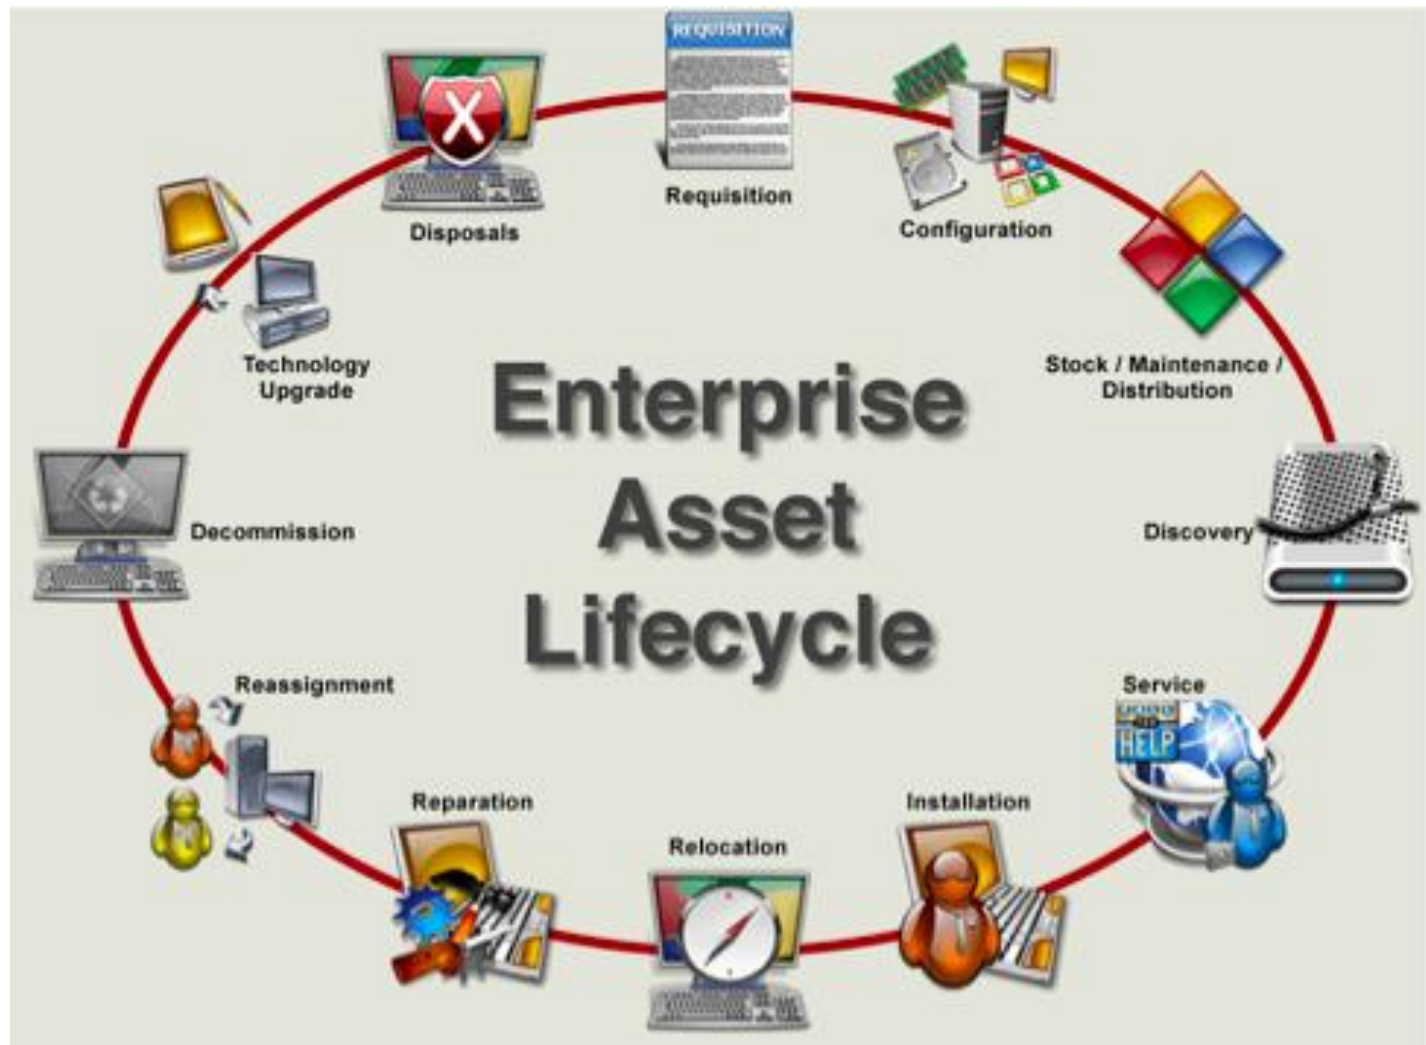 REQUISITION
Requisition
Configuration
Stock / Maintenance /
Distribution
Discovery
Service
HELP
Installation
Relocation
Reparation
Reassignment
Decommission
Technology
Upgrade
Disposals
Enterprise
Asset
Lifecycle